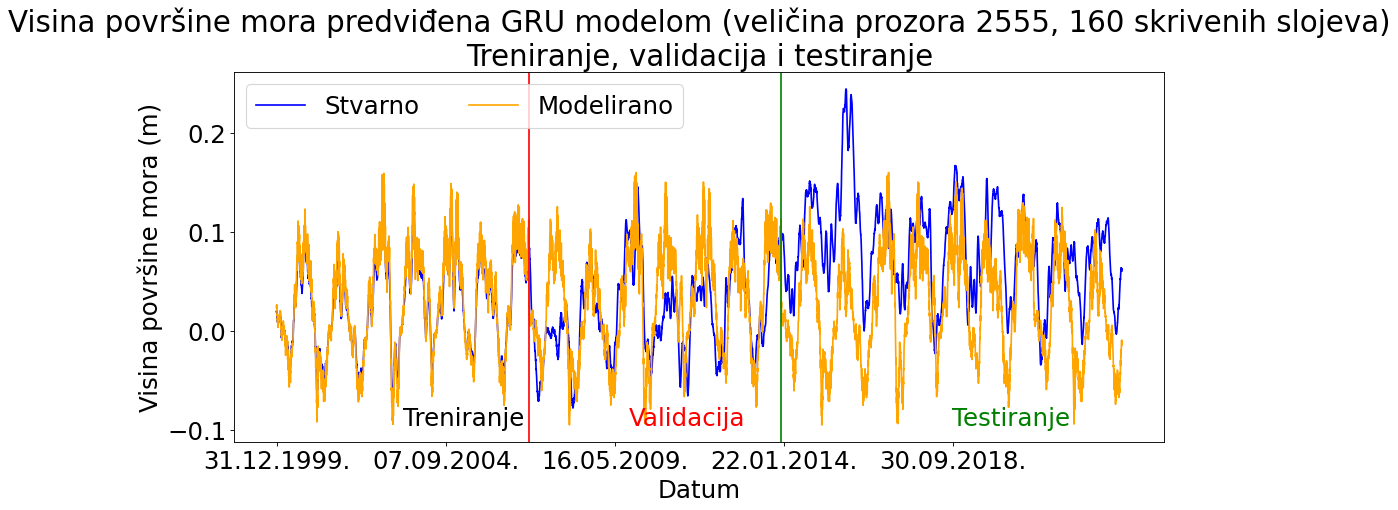 Visina površine mora predviđena GRU modelom (veličina prozora 2555, 160 skrivenih slojeva)
Treniranje, validacija i testiranje
Stvarno
Modelirano
Visina površine mora (m)
0.2
0.1
0.0
−0.1
Treniranje
Validacija
Testiranje
31.12.1999.
07.09.2004.
16.05.2009.
22.01.2014.
30.09.2018.
Datum